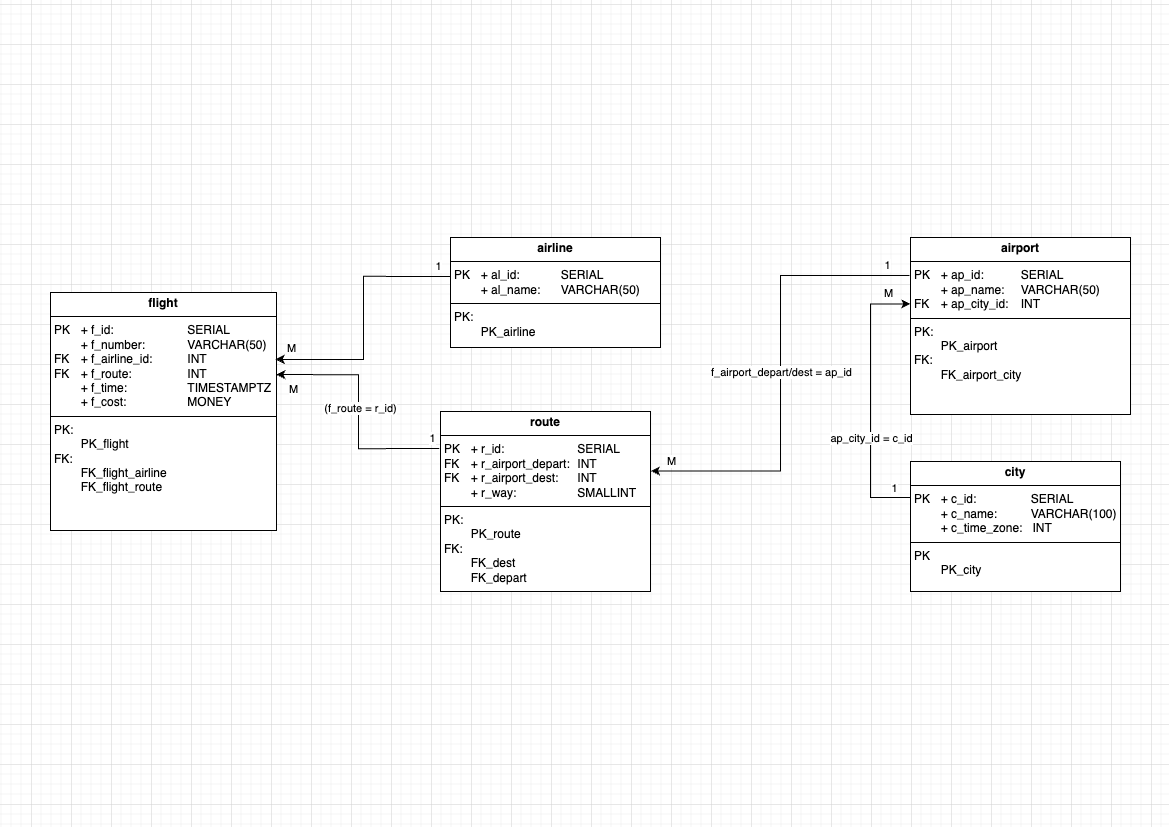 flight
PK + f_id: SERIAL
+ f_number: VARCHAR(50)
FK + f_airline_id: INT
FK + f_route: INT
+ f_time: TIMESTAMPTZ
+ f_cost: MONEY
PK:
PK_flight
FK:
FK_flight_airline
FK_flight_route
M
M
1
(f_route = r_id)
1
airline
PK + al_id: SERIAL
+ al_name: VARCHAR(50)
PK:
PK_airline
route
PK + r_id: SERIAL
FK + r_airport_depart: INT
FK + r_airport_dest: INT
+ r_way: SMALLINT
PK:
PK_route
FK:
FK_dest
FK_depart
M
f_airport_depart/dest = ap_id
1
M
ap_city_id = c_id
1
airport
PK + ap_id: SERIAL
+ ap_name: VARCHAR(50)
FK + ap_city_id: INT
PK:
PK_airport
FK:
FK_airport_city
city
PK + c_id: SERIAL
+ c_name: VARCHAR(100)
+ c_time_zone: INT
PK
PK_city